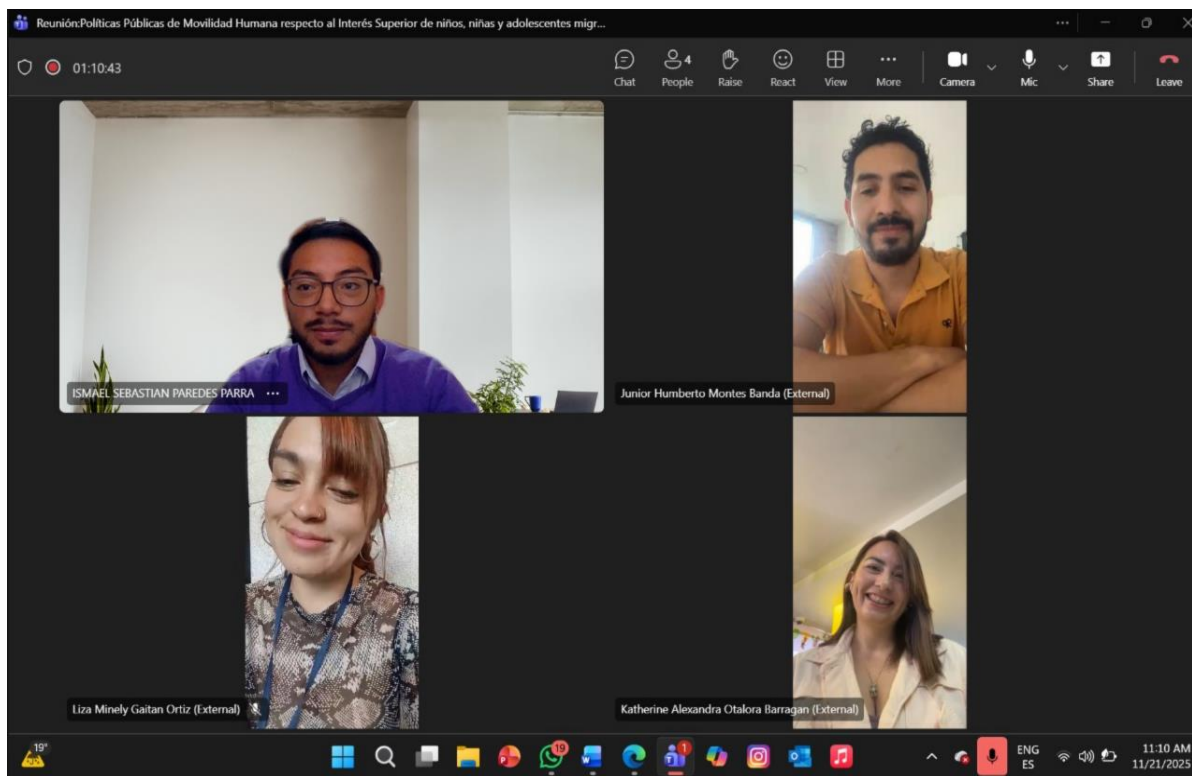 Reunión:Políticas Públicas de Movilidad Humana respecto al Interés Superior de niños, niñas y adolescentes migr...
01:10:43
Chat
4
People
Raise
React
View
More
Camera
Mic
Share
Leave
ISMAEL SEBASTIAN PAREDES PARRA
Junior Humberto Montes Banda (External)
Liza Minely Gaitan Ortiz (External)
Katherine Alexandra Otalora Barragan (External)
19°
19
1
ENG
ES
11:10 AM
11/21/2025